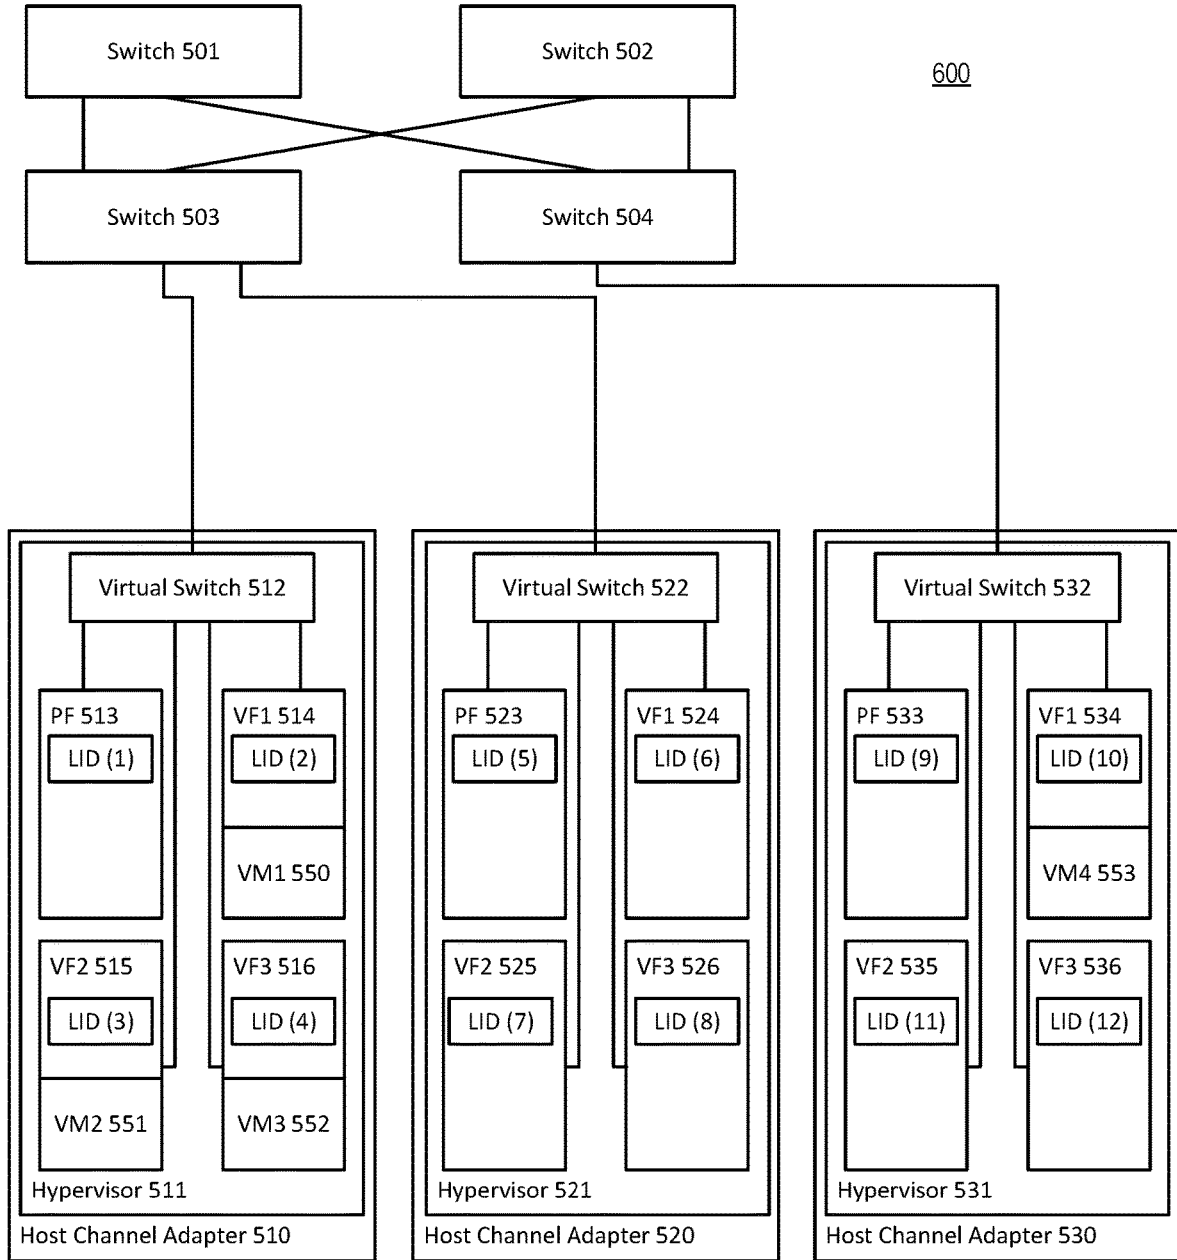 Switch 501
Switch 502
600
Switch 503
Switch 504
Virtual Switch 512
Virtual Switch 522
Virtual Switch 532
PF 513
LID (1)
VF1 514
LID (2)
VM1 550
VF2 515
LID (3)
VM2 551
VF3 516
LID (4)
VM3 552
Hypervisor 511
Host Channel Adapter 510
PF 523
LID (5)
VF1 524
LID (6)
VF2 525
LID (7)
VF3 526
LID (8)
Hypervisor 521
Host Channel Adapter 520
PF 533
LID (9)
VF1 534
LID (10)
VM4 553
VF2 535
LID (11)
VF3 536
LID (12)
Hypervisor 531
Host Channel Adapter 530